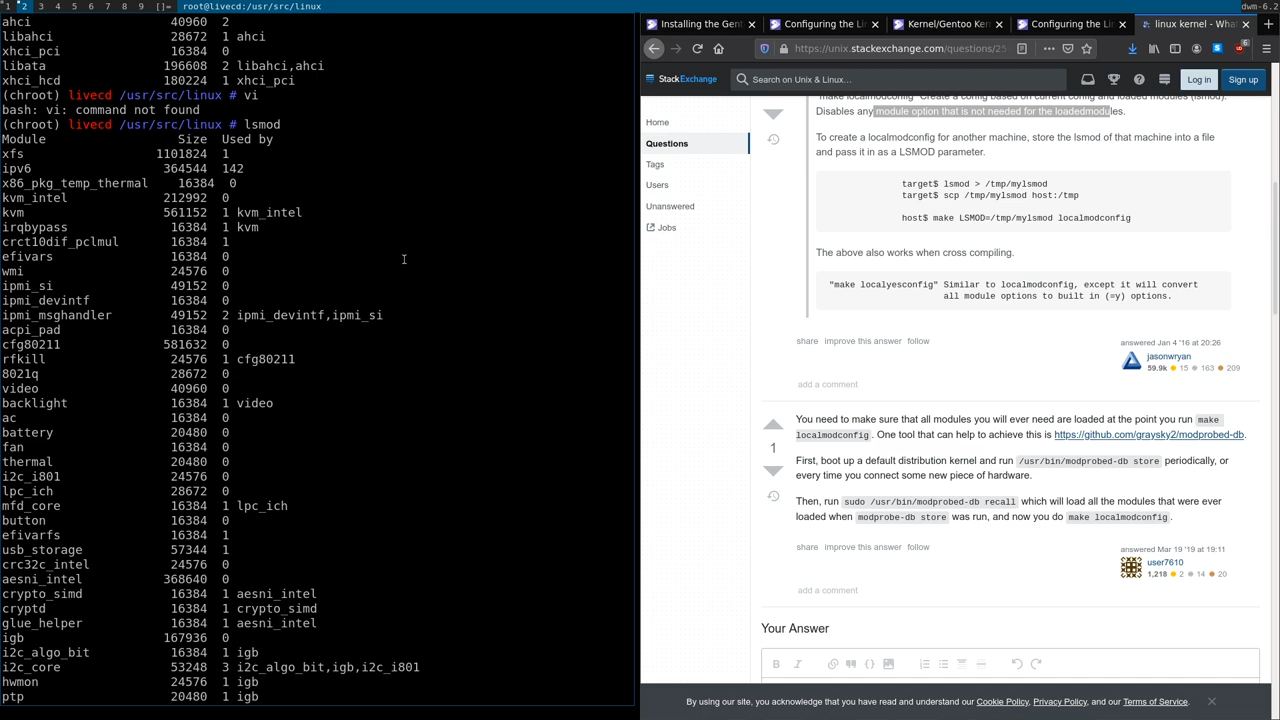 1 2 3 4 5 6 7 8 9 []= root@livecd:/usr/src/linux dwm-6.2
ahci 40960 2
libahci 28672 1 ahci
xhci_pci 16384 0
libata 196608 2 libahci,ahci
xhci_hcd 180224 1 xhci_pci
(chroot) livecd /usr/src/linux # vi
bash: vi: command not found
(chroot) livecd /usr/src/linux # lsmod
Module Size Used by
xfs 1101824 1
ipv6 364544 142
x86_pkg_temp_thermal 16384 0
kvm_intel 212992 0
kvm 561152 1 kvm_intel
irqbypass 16384 1 kvm
crct10dif_pclmul 16384 1
efivars 16384 0
wmi 24576 0
ipmi_si 49152 0
ipmi_devintf 16384 0
ipmi_msghandler 49152 2 ipmi_devintf,ipmi_si
acpi_pad 16384 0
cfg80211 581632 0
rfkill 24576 1 cfg80211
8021q 28672 0
video 40960 0
backlight 16384 1 video
ac 16384 0
battery 20480 0
fan 16384 0
thermal 20480 0
i2c_i801 24576 0
lpc_ich 28672 0
mfd_core 16384 1 lpc_ich
button 16384 0
efivarfs 16384 1
usb_storage 57344 1
crc32c_intel 24576 0
aesni_intel 368640 0
crypto_simd 16384 1 aesni_intel
cryptd 16384 1 crypto_simd
glue_helper 16384 1 aesni_intel
igb 167936 0
i2c_algo_bit 16384 1 igb
i2c_core 53248 3 i2c_algo_bit,igb,i2c_i801
hwmon 24576 1 igb
ptp 20480 1 igb
Installing the Gent Configuring the Lin Kernel/Gentoo Ken Configuring the Lin linux kernel - Wha
https://unix.stackexchange.com/questions/25
6
StackExchange Search on Unix & Linux… Log in Sign up
Home
Questions
Tags
Users
Unanswered
Jobs
"make localmodconfig" Create a config based on current config and loaded modules (lsmod).
Disables any module option that is not needed for the loadedmodules.
To create a localmodconfig for another machine, store the lsmod of that machine into a file
and pass it in as a LSMOD parameter.
target$ lsmod > /tmp/mylsmod
target$ scp /tmp/mylsmod host:/tmp
host$ make LSMOD=/tmp/mylsmod localmodconfig
The above also works when cross compiling.
"make localyesconfig" Similar to localmodconfig, except it will convert
all module options to built in (=y) options.
share improve this answer follow
answered Jan 4 '16 at 20:26
jasonwryan
59.9k 15 163 209
add a comment
You need to make sure that all modules you will ever need are loaded at the point you run make
localmodconfig. One tool that can help to achieve this is https://github.com/graysky2/modprobed-db.
1
First, boot up a default distribution kernel and run /usr/bin/modprobed-db store periodically, or
every time you connect some new piece of hardware.
Then, run sudo /usr/bin/modprobed-db recall which will load all the modules that were ever
loaded when modprobe-db store was run, and now you do make localmodconfig.
share improve this answer follow
answered Mar 19 '19 at 19:11
user7610
1,218 2 14 20
add a comment
Your Answer
B I
By using our site, you acknowledge that you have read and understand our Cookie Policy, Privacy Policy, and our Terms of Service.